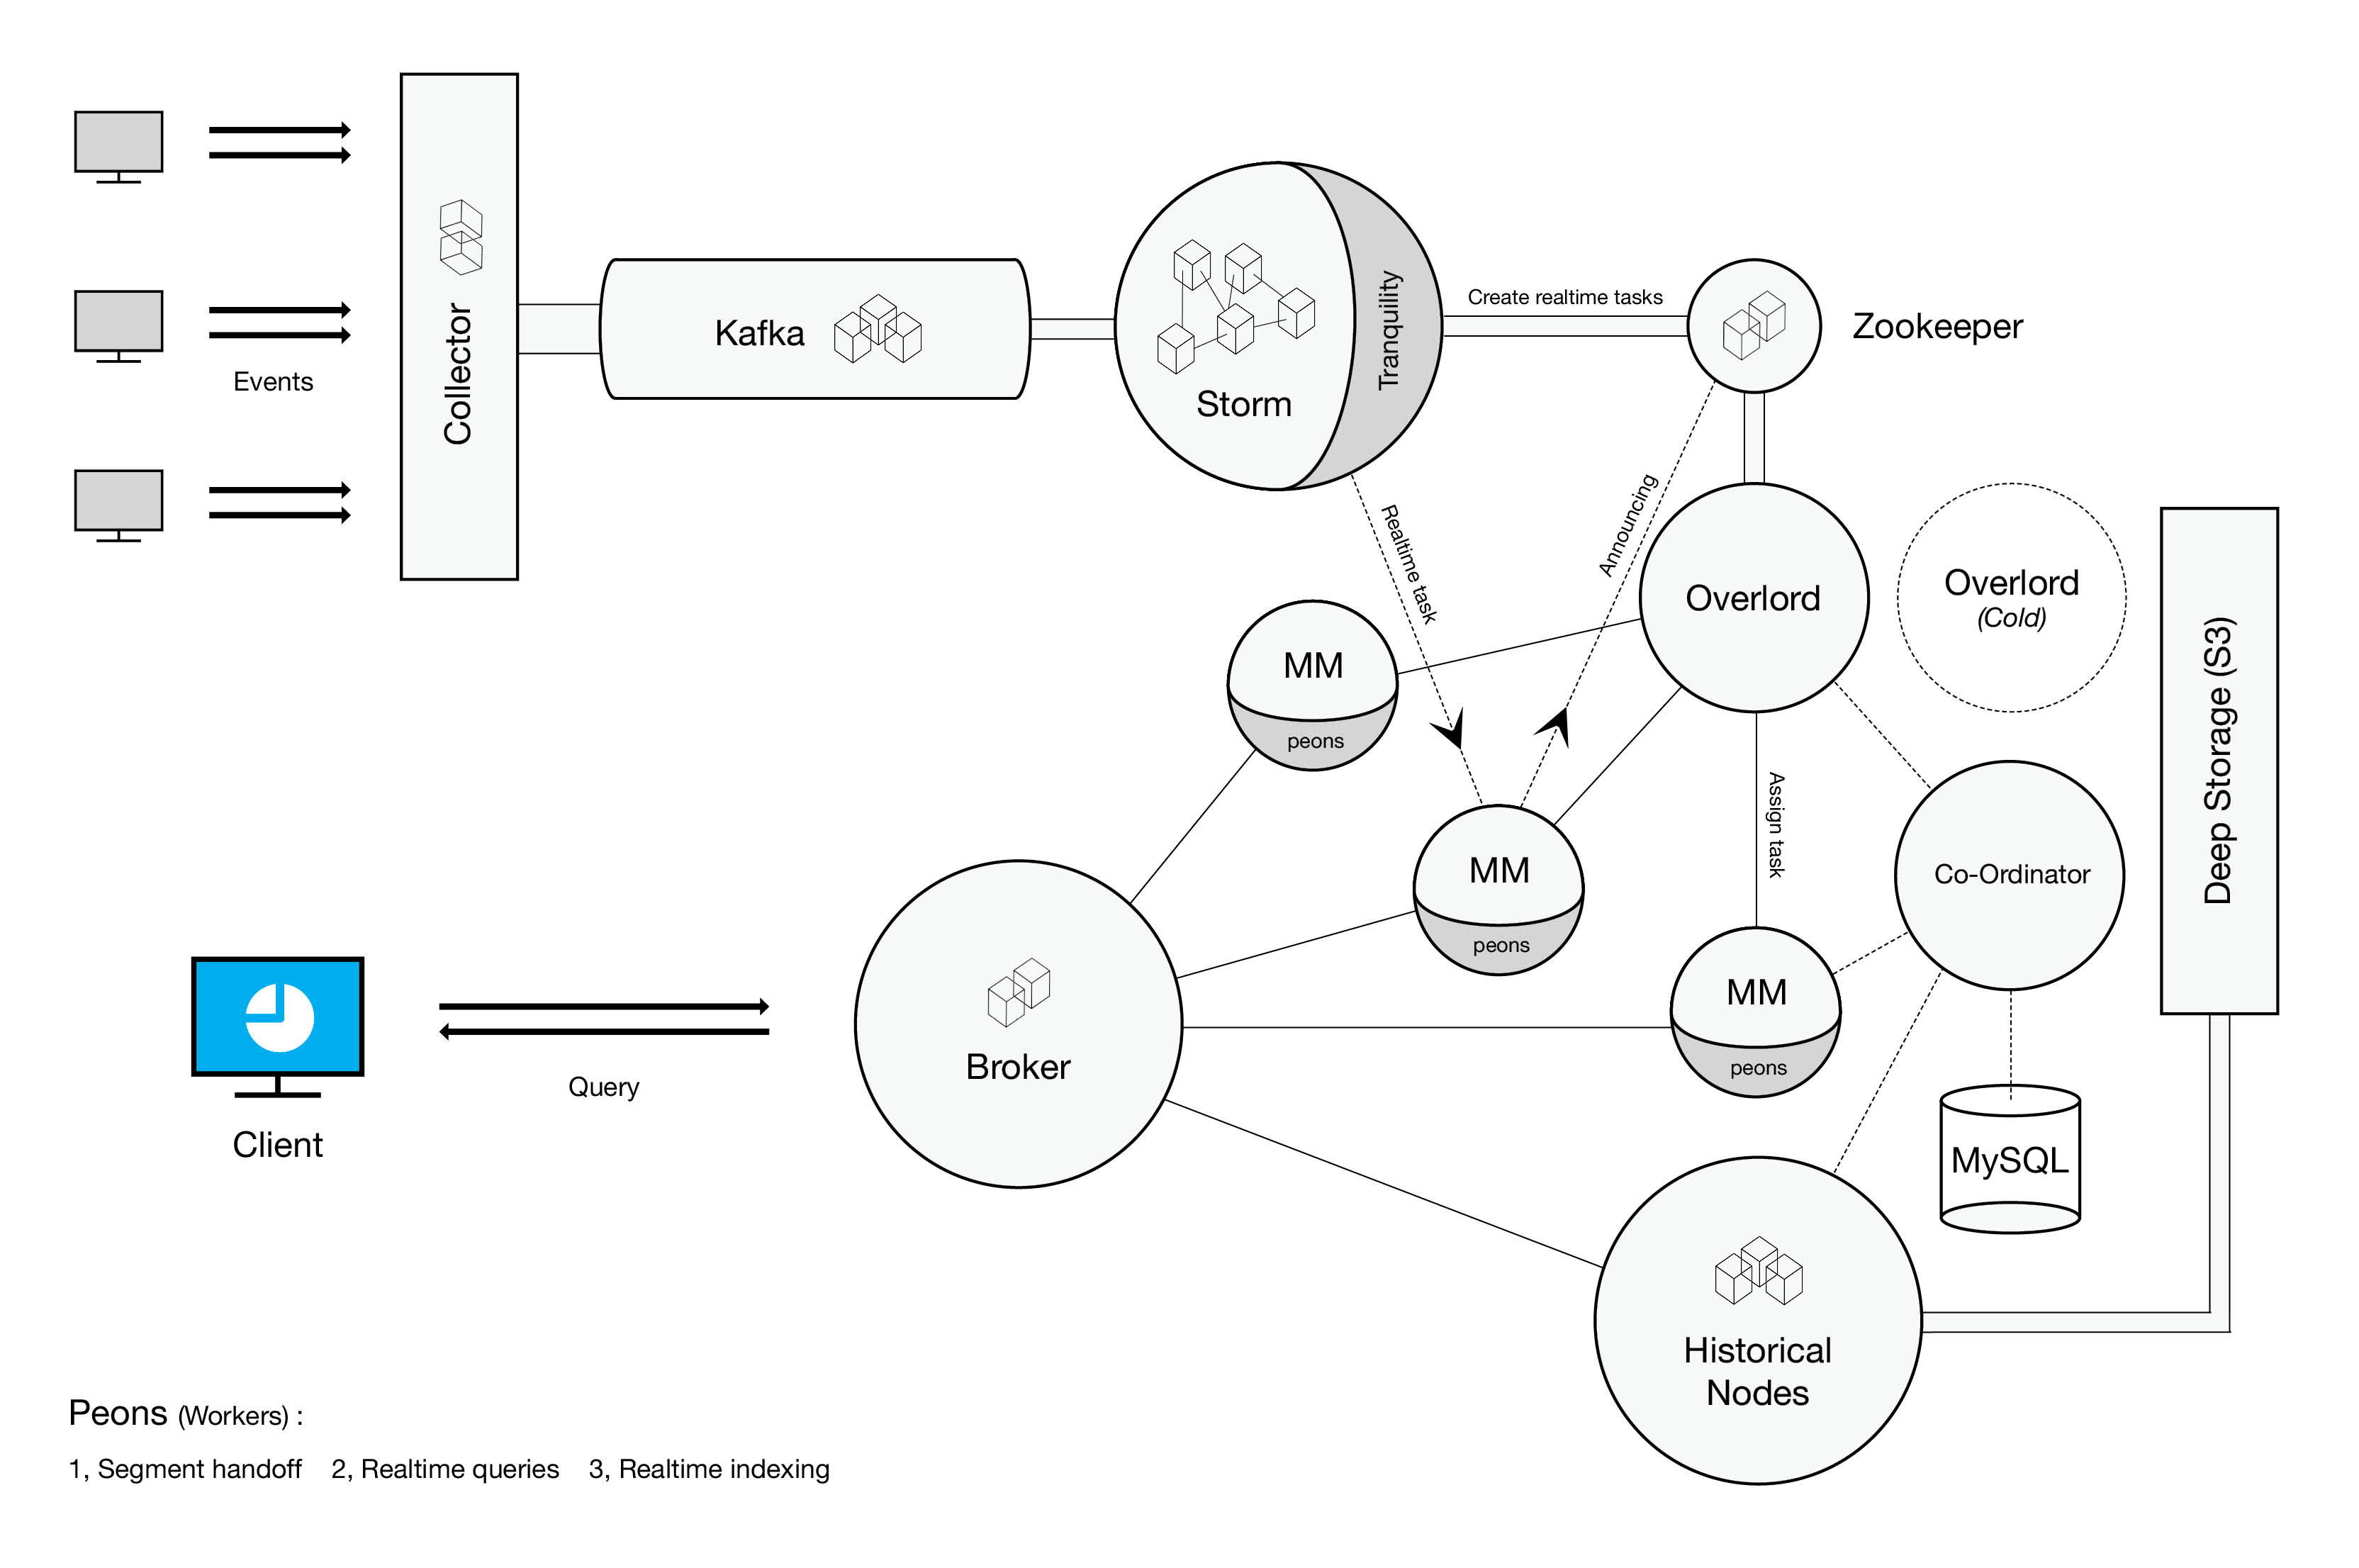 Events
Collector
Kafka
Storm
Tranquility
Create realtime tasks
Zookeeper
Realtime task
Announcing
Overlord
Overlord
(Cold)
Deep Storage (S3)
MM
peons
MM
peons
Assign task
Co-Ordinator
MM
peons
MySQL
Client
Query
Broker
Historical
Nodes
Peons (Workers) :
1, Segment handoff 2, Realtime queries 3, Realtime indexing